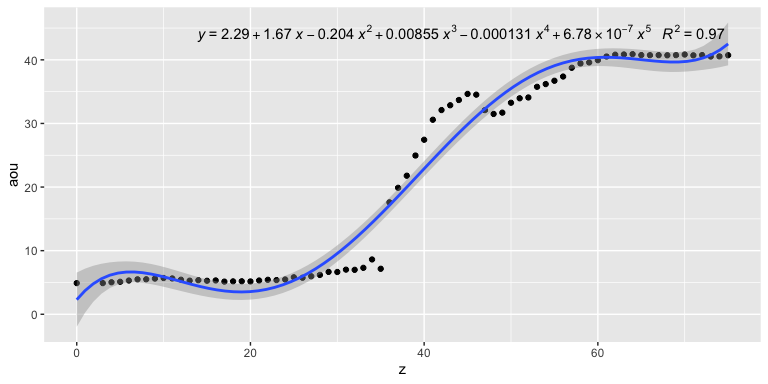 y = 2.29 + 1.67 x − 0.204 x² + 0.00855 x³ − 0.000131 x⁴ + 6.78 × 10⁻⁷ x⁵ R² = 0.97
40
30
20
10
0
aou
0 20 40 60
z